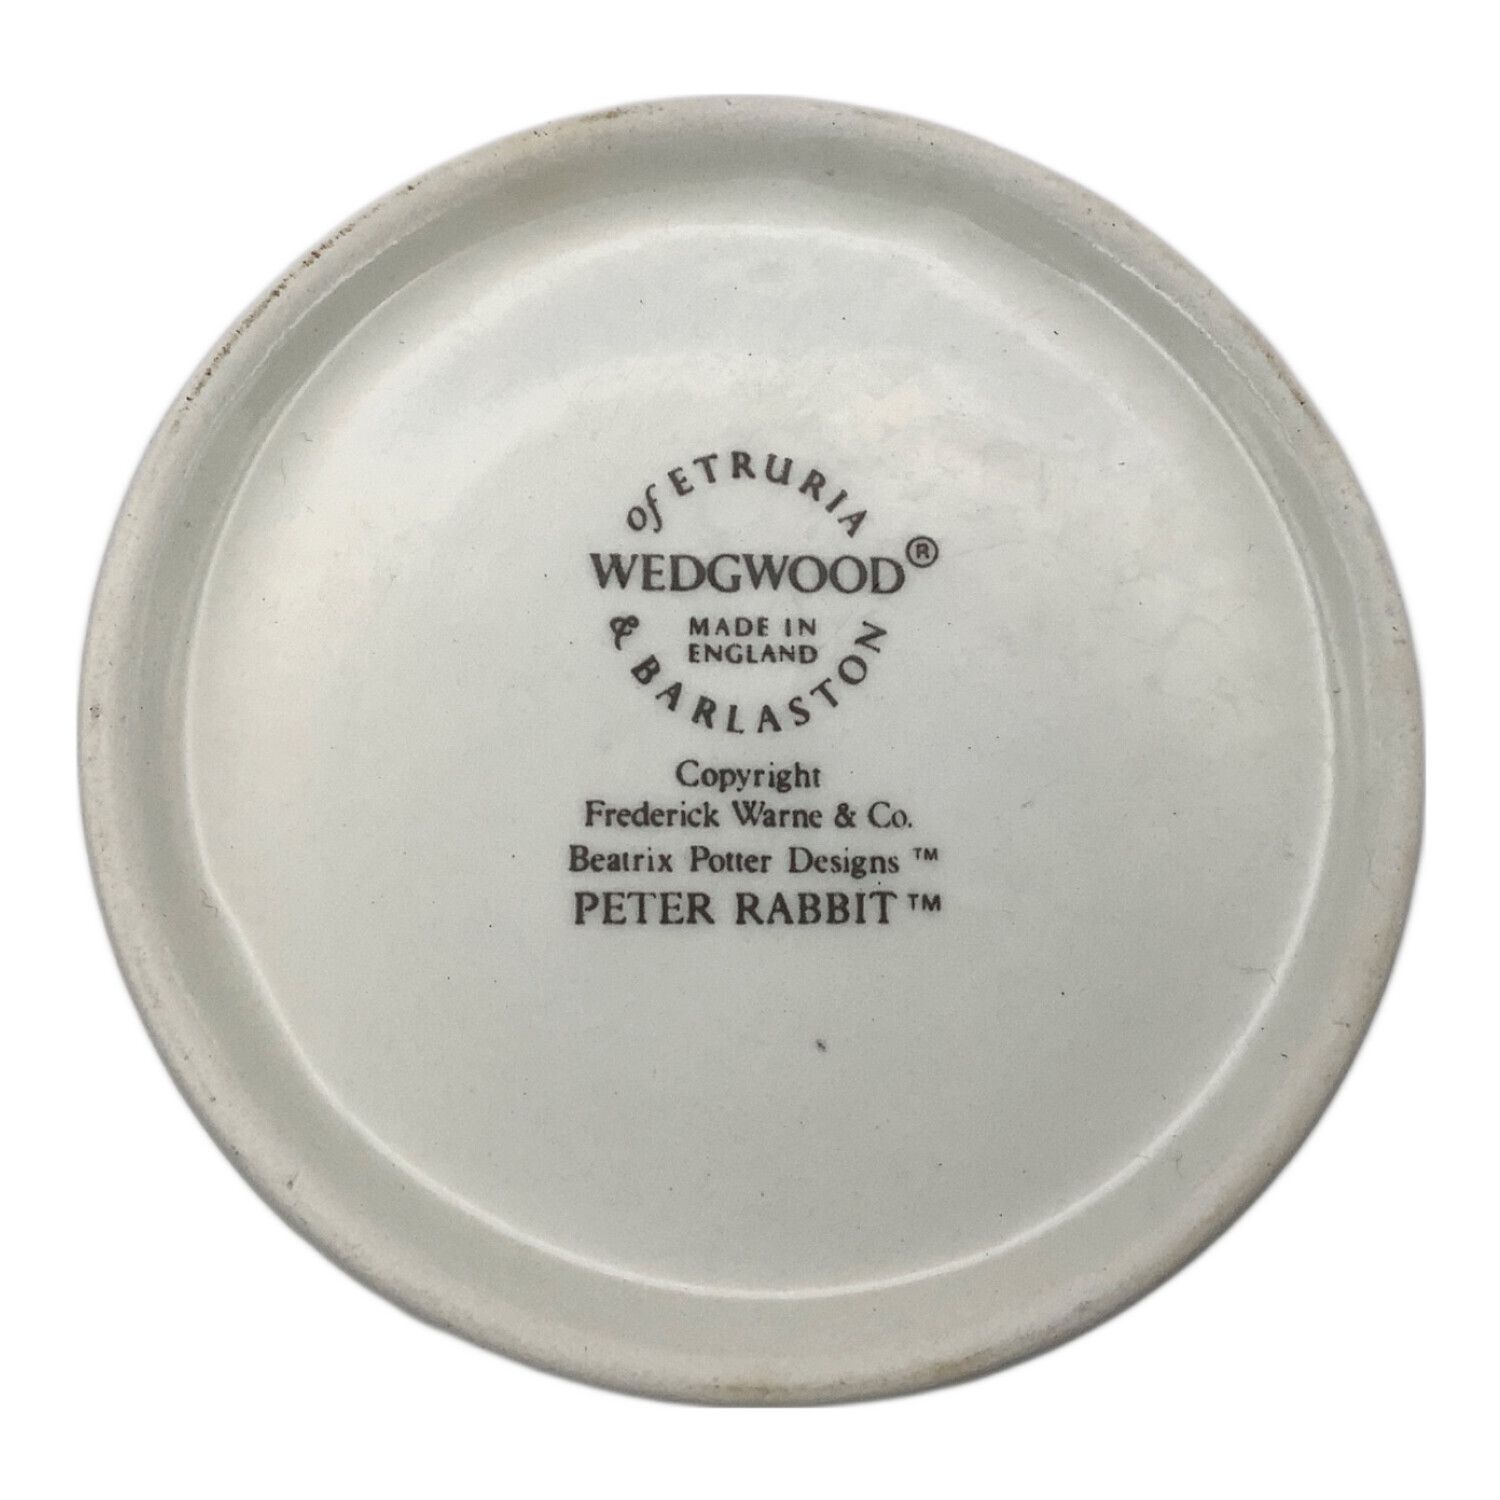 of ETRURIA
WEDGWOOD®
MADE IN
ENGLAND
& BARLASTON
Copyright
Frederick Warne & Co.
Beatrix Potter Designs ™
PETER RABBIT ™